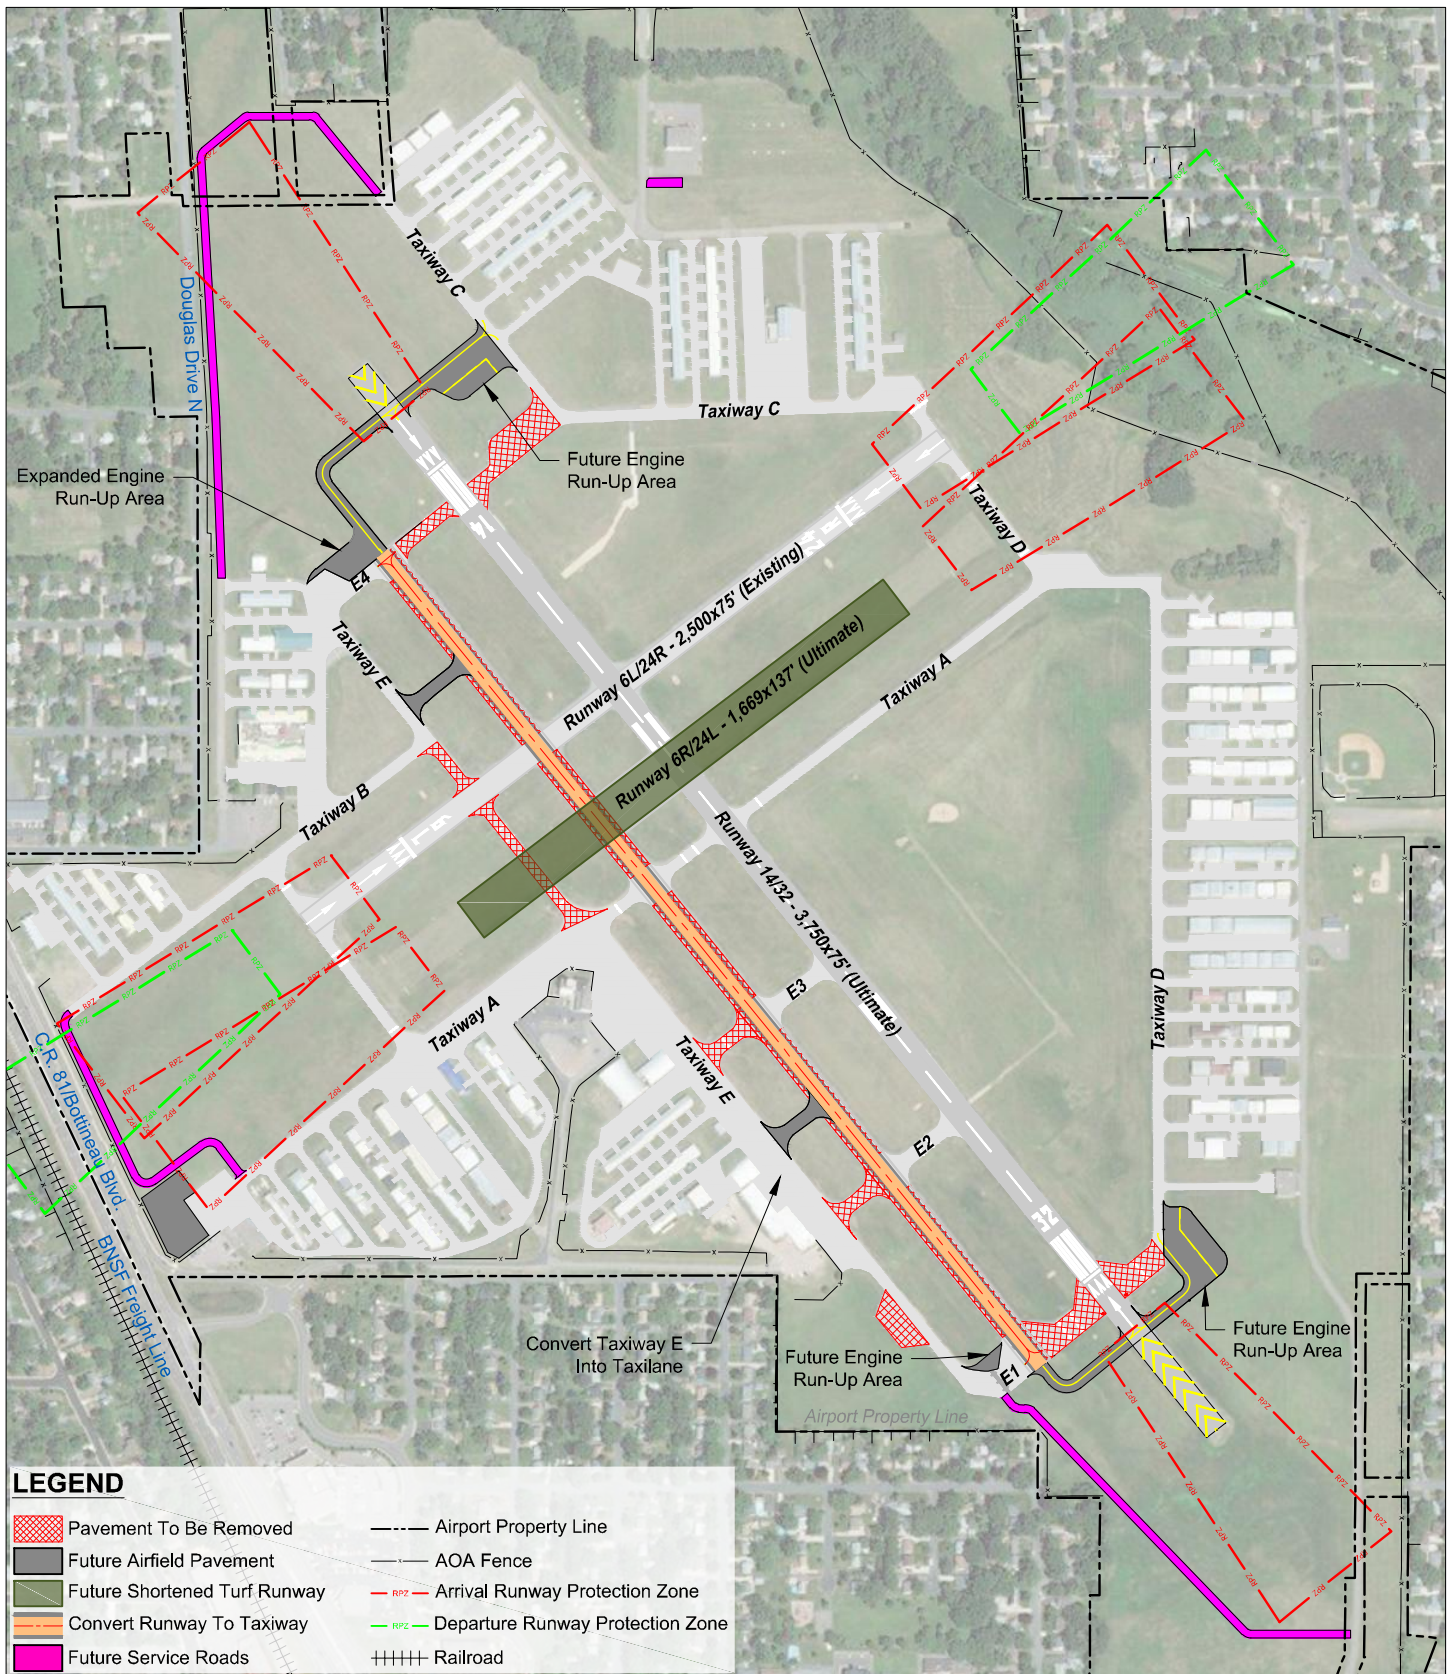 Taxiway C
Douglas Drive N
Taxiway C
Future Engine
Run-Up Area
Expanded Engine
Run-Up Area
Taxiway D
E4
Taxiway E
Runway 6L/24R - 2,500x75' (Existing)
Runway 6R/24L - 1,669x137' (Ultimate)
Taxiway A
Taxiway B
Runway 14/32 - 3,750x75' (Ultimate)
E3
Taxiway D
Taxiway A
Taxiway E
C.R. 81/Bottineau Blvd.
BNSF Freight Line
E2
32
Convert Taxiway E
Into Taxilane
Future Engine
Run-Up Area
E1
Future Engine
Run-Up Area
Airport Property Line
LEGEND
Pavement To Be Removed
Future Airfield Pavement
Future Shortened Turf Runway
Convert Runway To Taxiway
Future Service Roads
Airport Property Line
AOA Fence
RPZ Arrival Runway Protection Zone
RPZ Departure Runway Protection Zone
Railroad